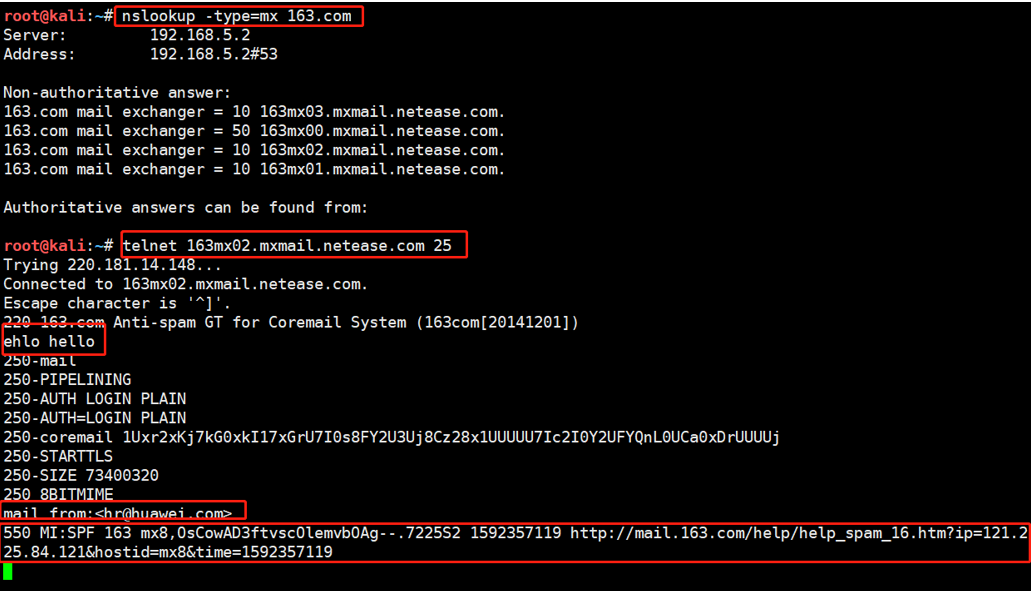 root@kali:~# nslookup -type=mx 163.com
Server: 192.168.5.2
Address: 192.168.5.2#53
Non-authoritative answer:
163.com mail exchanger = 10 163mx03.mxmail.netease.com.
163.com mail exchanger = 50 163mx00.mxmail.netease.com.
163.com mail exchanger = 10 163mx02.mxmail.netease.com.
163.com mail exchanger = 10 163mx01.mxmail.netease.com.
Authoritative answers can be found from:
root@kali:~# telnet 163mx02.mxmail.netease.com 25
Trying 220.181.14.148...
Connected to 163mx02.mxmail.netease.com.
Escape character is '^]'.
220 163.com Anti-spam GT for Coremail System (163com[20141201])
ehlo hello
250-mail
250-PIPELINING
250-AUTH LOGIN PLAIN
250-AUTH=LOGIN PLAIN
250-coremail 1Uxr2xKj7kG0xkI17xGrU7I0s8FY2U3Uj8Cz28x1UUUUU7Ic2I0Y2UFYQnL0UCa0xDrUUUUj
250-STARTTLS
250-SIZE 73400320
250 8BITMIME
mail from:<hr@huawei.com>
550 MI:SPF 163 mx8,OsCowAD3ftvscOlemvbOAg--.722S52 1592357119 http://mail.163.com/help/help_spam_16.htm?ip=121.2
25.84.121&hostid=mx8&time=1592357119